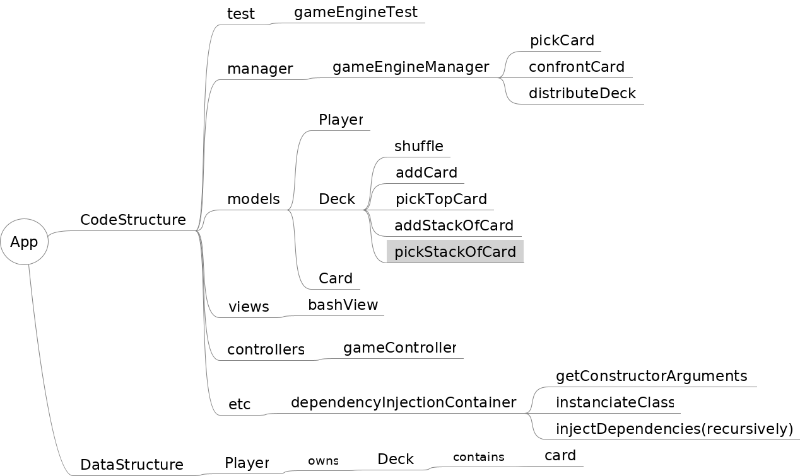 App
CodeStructure
test
gameEngineTest
manager
gameEngineManager
pickCard
confrontCard
distributeDeck
models
Player
Deck
shuffle
addCard
pickTopCard
addStackOfCard
pickStackOfCard
Card
views
bashView
controllers
gameController
etc
dependencyInjectionContainer
getConstructorArguments
instanciateClass
injectDependencies(recursively)
DataStructure
Player
owns
Deck
contains
card